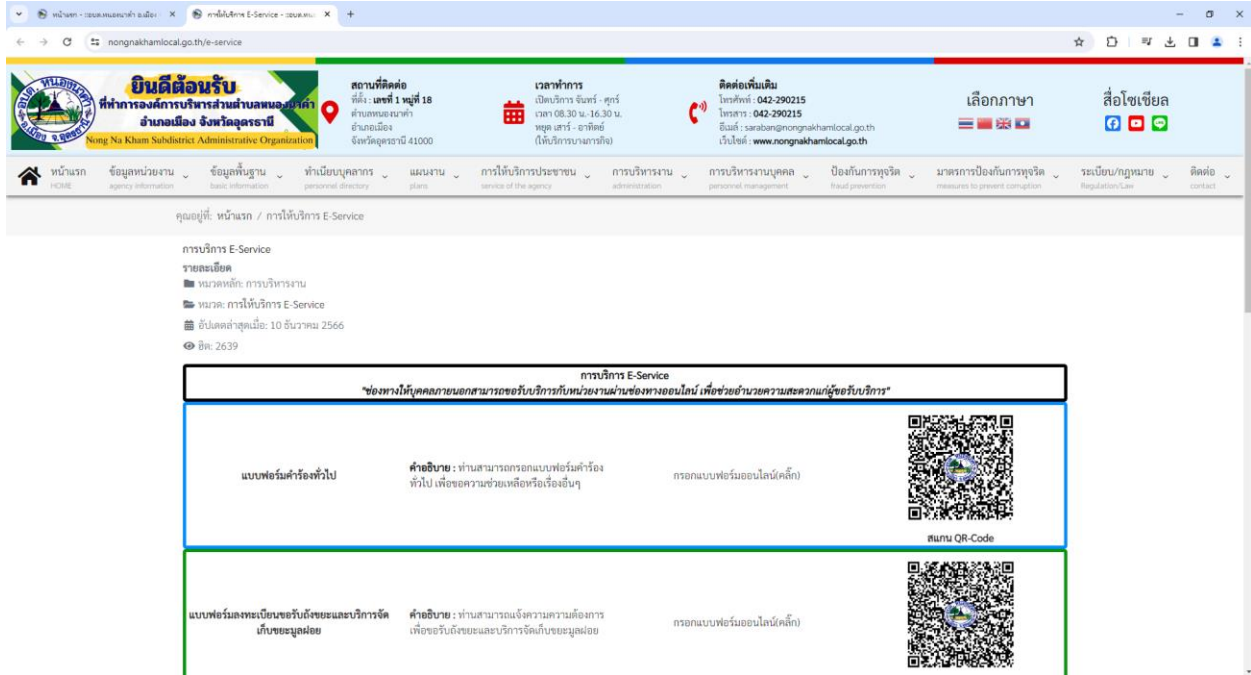 หน้าแรก - :อบต.หนองนาคำ อ.เมือง
การให้บริการ E-Service - :อบต.หน
nongnakhamlocal.go.th/e-service
ยินดีต้อนรับ
ที่ทำการองค์การบริหารส่วนตำบลหนองนาคำ
อำเภอเมือง จังหวัดอุดรธานี
Nong Na Kham Subdistrict Administrative Organization
สถานที่ติดต่อ
ที่ตั้ง : เลขที่ 1 หมู่ที่ 18
ตำบลหนองนาคำ
อำเภอเมือง
จังหวัดอุดรธานี 41000
เวลาทำการ
เปิดบริการ จันทร์ - ศุกร์
เวลา 08.30 น.-16.30 น.
หยุด เสาร์ - อาทิตย์
(ให้บริการบางภารกิจ)
ติดต่อเพิ่มเติม
โทรศัพท์ : 042-290215
โทรสาร : 042-290215
อีเมล์ : saraban@nongnakhamlocal.go.th
เว็บไซต์ : www.nongnakhamlocal.go.th
เลือกภาษา
สื่อโซเชียล
หน้าแรก ข้อมูลหน่วยงาน ข้อมูลพื้นฐาน ทำเนียบบุคลากร แผนงาน การให้บริการประชาชน การบริหารงาน การบริหารงานบุคคล ป้องกันการทุจริต มาตรการป้องกันการทุจริต ระเบียบ/กฎหมาย ติดต่อ
HOME agency information basic information personnel directory plans service of the agency administration personnel management fraud prevention measures to prevent corruption Regulation/Law contact
คุณอยู่ที่: หน้าแรก / การให้บริการ E-Service
การบริการ E-Service
รายละเอียด
หมวดหลัก: การบริหารงาน
หมวด: การให้บริการ E-Service
อัปเดตล่าสุดเมื่อ: 10 ธันวาคม 2566
ฮิต: 2639
การบริการ E-Service
"ช่องทางให้บุคคลภายนอกสามารถขอรับบริการกับหน่วยงานผ่านช่องทางออนไลน์ เพื่อช่วยอำนวยความสะดวกแก่ผู้ขอรับบริการ"
แบบฟอร์มคำร้องทั่วไป
คำอธิบาย : ท่านสามารถกรอกแบบฟอร์มคำร้อง
ทั่วไป เพื่อขอความช่วยเหลือหรือเรื่องอื่นๆ
กรอกแบบฟอร์มออนไลน์(คลิ๊ก)
สแกน QR-Code
แบบฟอร์มลงทะเบียนขอรับถังขยะและบริการจัด
เก็บขยะมูลฝอย
คำอธิบาย : ท่านสามารถแจ้งความความต้องการ
เพื่อขอรับถังขยะและบริการจัดเก็บขยะมูลฝอย
กรอกแบบฟอร์มออนไลน์(คลิ๊ก)